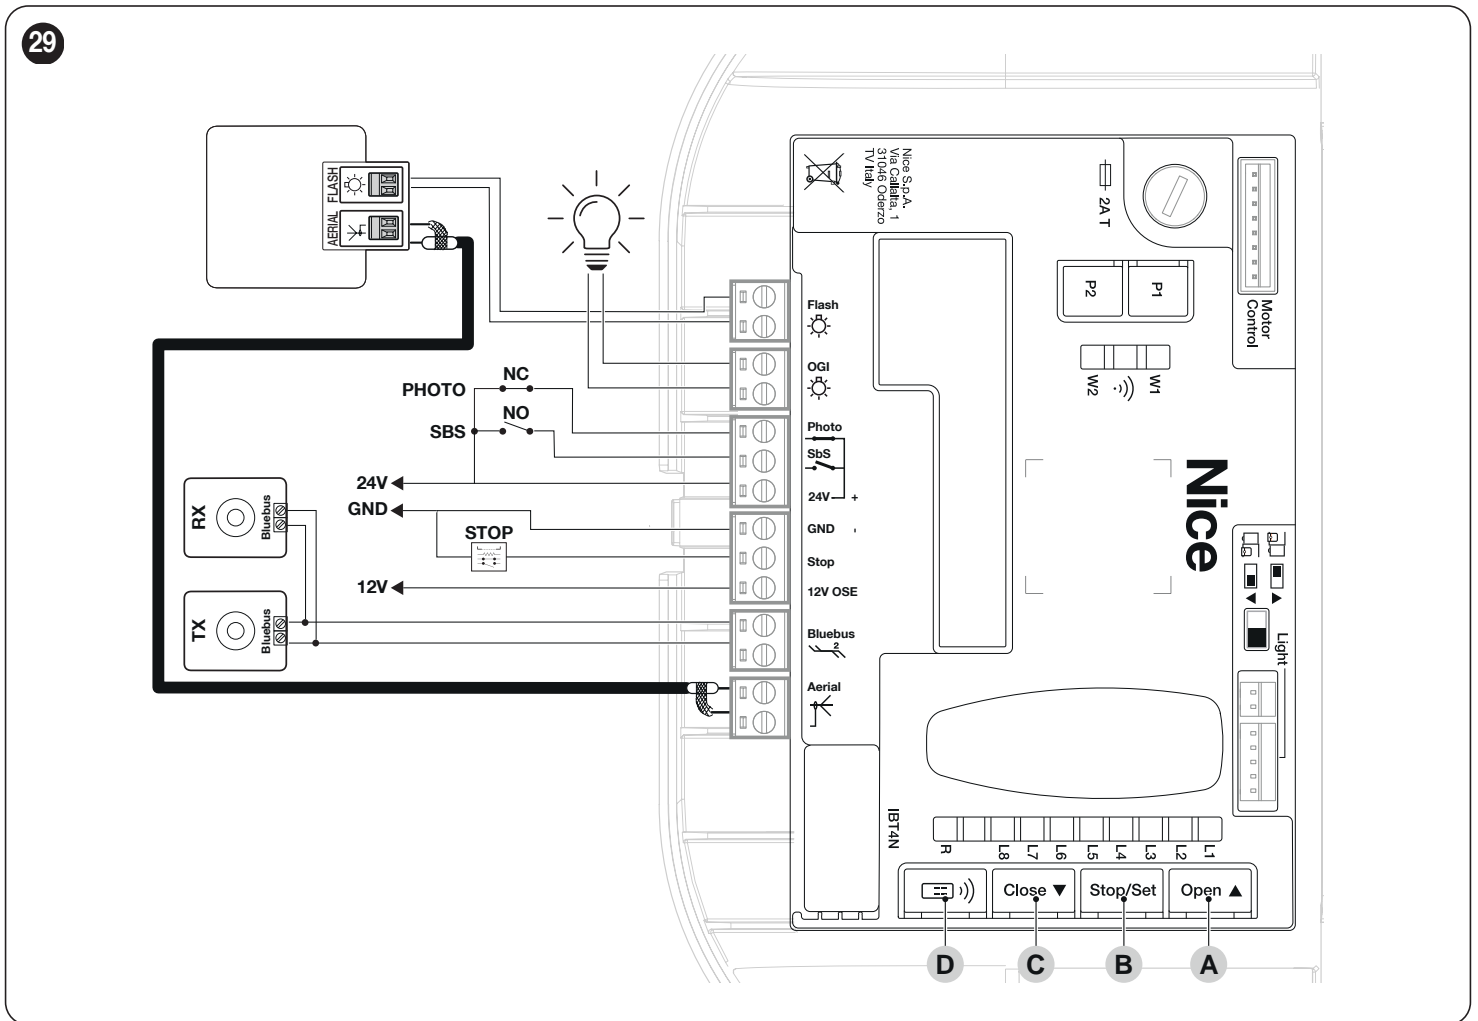 29
FLASH
AERIAL
Nice S.p.A.
Via Callalta, 1
31046 Oderzo
TV Italy
2A T
Motor
Control
P2
P1
W2
W1
Flash
OGI
Photo
SbS
24V +
GND -
Stop
12V OSE
Bluebus
2
Aerial
PHOTO
NC
SBS
NO
24V
GND
STOP
12V
RX
Bluebus
TX
Bluebus
Nice
Light
IBT4N
R
L8
L7
L6
L5
L4
L3
L2
L1
Close ▼
Stop/Set
Open ▲
D
C
B
A